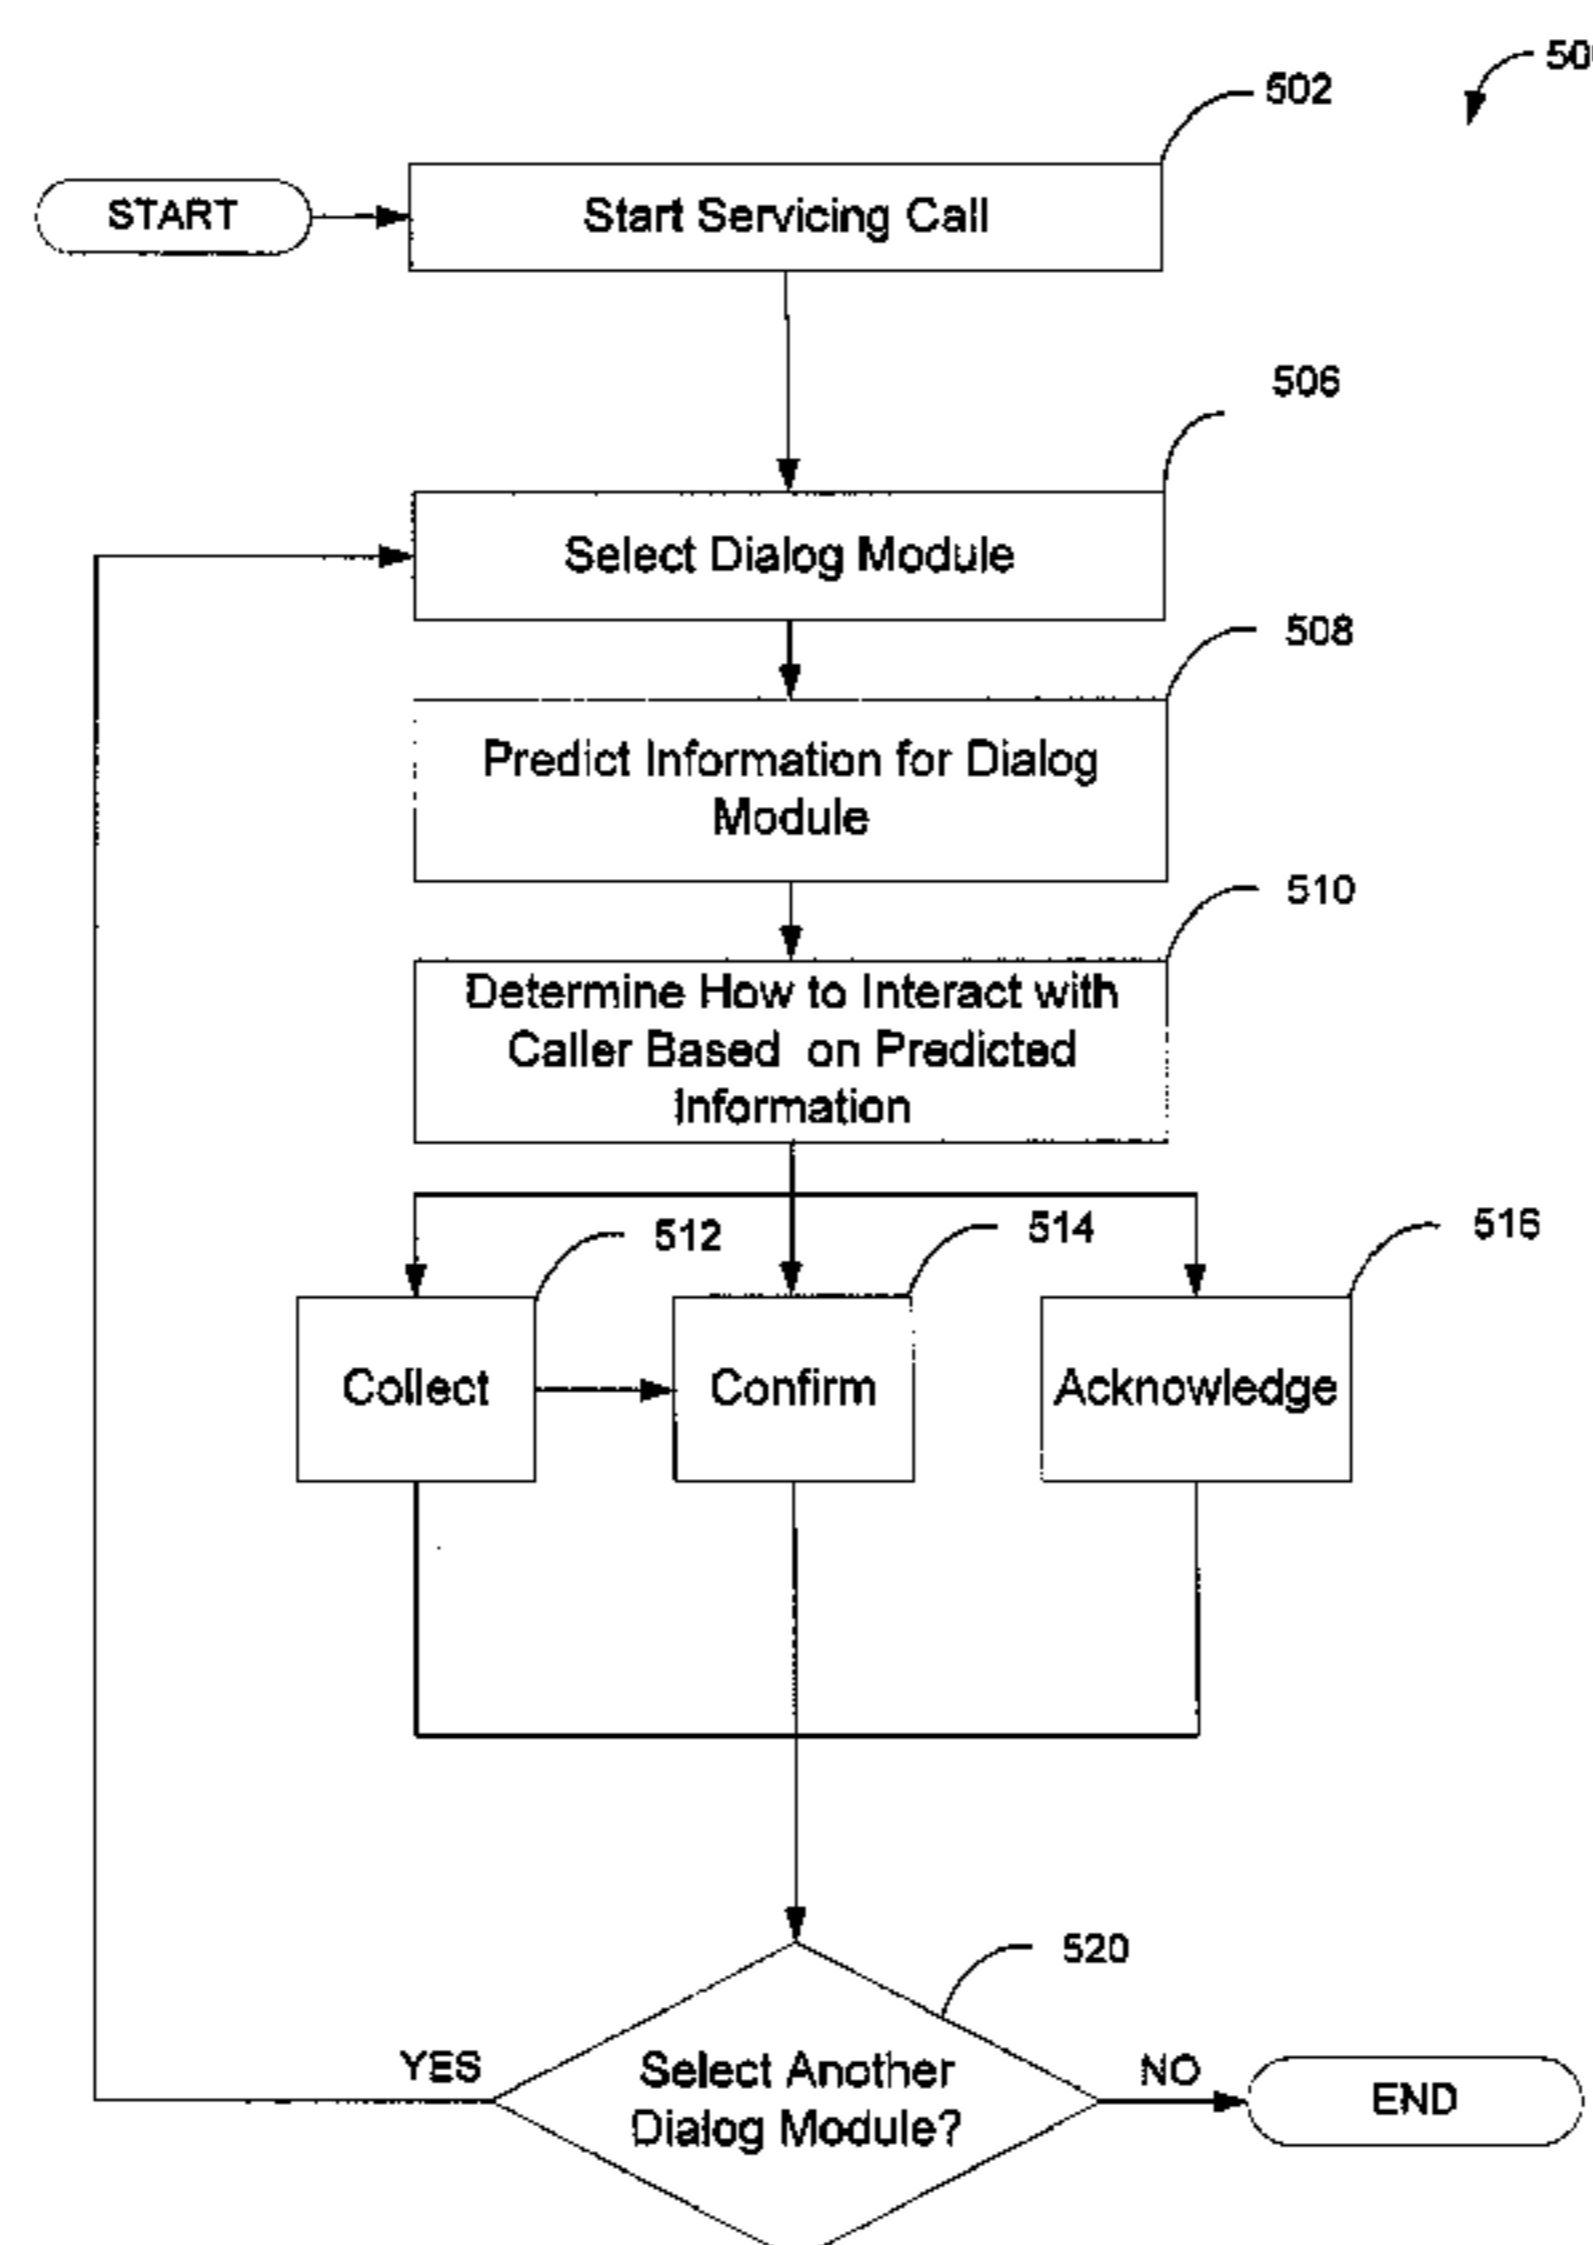 502
START
Start Servicing Call
506
Select Dialog Module
508
Predict Information for Dialog
Module
510
Determine How to Interact with
Caller Based on Predicted
Information
512
514
516
Collect
Confirm
Acknowledge
520
YES
Select Another
Dialog Module?
NO
END